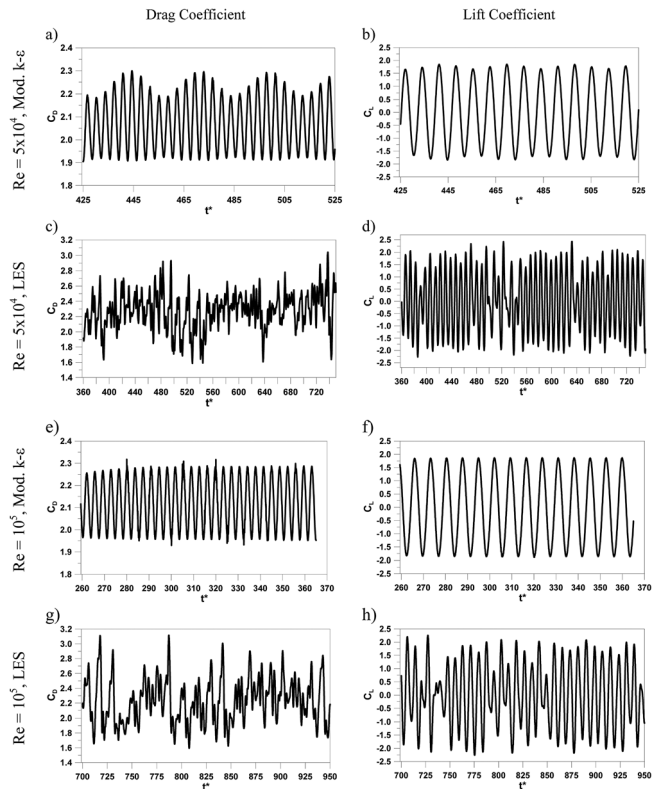 Drag Coefficient
Lift Coefficient
Re = 5x10⁴, Mod. k-ε
a)
2.4
2.3
2.2
2.1
2.0
1.9
1.8
C_D
425 445 465 485 505 525
t*
b)
2.5
2.0
1.5
1.0
0.5
0.0
-0.5
-1.0
-1.5
-2.0
-2.5
C_L
425 445 465 485 505 525
t*
Re = 5x10⁴, LES
c)
3.2
3.0
2.8
2.6
2.4
2.2
2.0
1.8
1.6
1.4
C_D
360 400 440 480 520 560 600 640 680 720
t*
d)
2.5
2.0
1.5
1.0
0.5
0.0
-0.5
-1.0
-1.5
-2.0
-2.5
C_L
360 400 440 480 520 560 600 640 680 720
t*
Re = 10⁵, Mod. k-ε
e)
2.4
2.3
2.2
2.1
2.0
1.9
1.8
C_D
260 270 280 290 300 310 320 330 340 350 360 370
t*
f)
2.5
2.0
1.5
1.0
0.5
0.0
-0.5
-1.0
-1.5
-2.0
-2.5
C_L
260 270 280 290 300 310 320 330 340 350 360 370
t*
Re = 10⁵, LES
g)
3.2
3.0
2.8
2.6
2.4
2.2
2.0
1.8
1.6
1.4
C_D
700 725 750 775 800 825 850 875 900 925 950
t*
h)
2.5
2.0
1.5
1.0
0.5
0.0
-0.5
-1.0
-1.5
-2.0
-2.5
C_L
700 725 750 775 800 825 850 875 900 925 950
t*